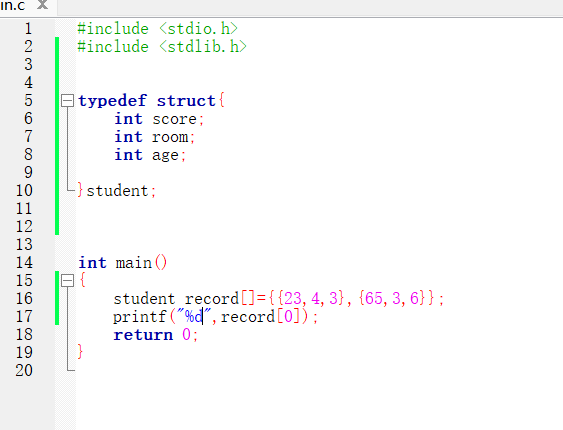 in.c X
1 #include <stdio.h>
2 #include <stdlib.h>
3
4
5 typedef struct{
6 int score;
7 int room;
8 int age;
9
10 }student;
11
12
13
14 int main()
15 {
16 student record[]={{23,4,3},{65,3,6}};
17 printf("%d",record[0]);
18 return 0;
19 }
20